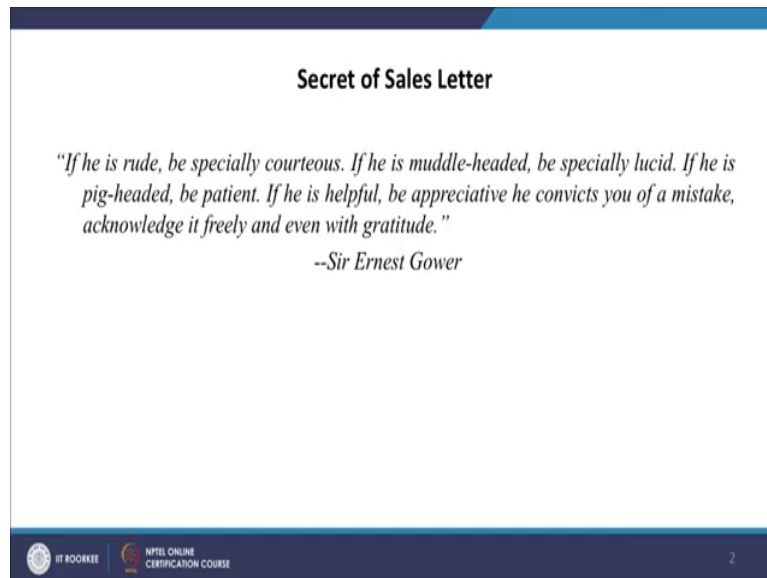 Secret of Sales Letter
“If he is rude, be specially courteous. If he is muddle-headed, be specially lucid. If he is
pig-headed, be patient. If he is helpful, be appreciative he convicts you of a mistake,
acknowledge it freely and even with gratitude.”
--Sir Ernest Gower
IIT ROORKEE
NPTEL ONLINE
CERTIFICATION COURSE
2